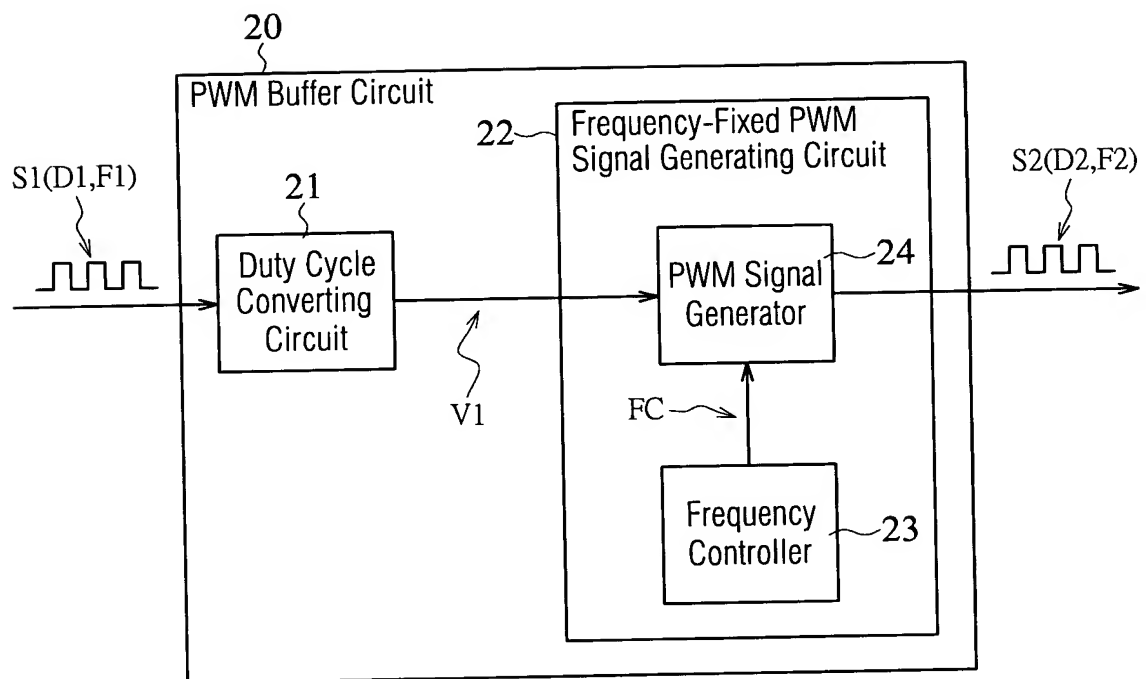 20
PWM Buffer Circuit
22
Frequency-Fixed PWM
Signal Generating Circuit
S1(D1,F1)
S2(D2,F2)
21
Duty Cycle
Converting
Circuit
24
PWM Signal
Generator
V1
FC
Frequency
Controller
23